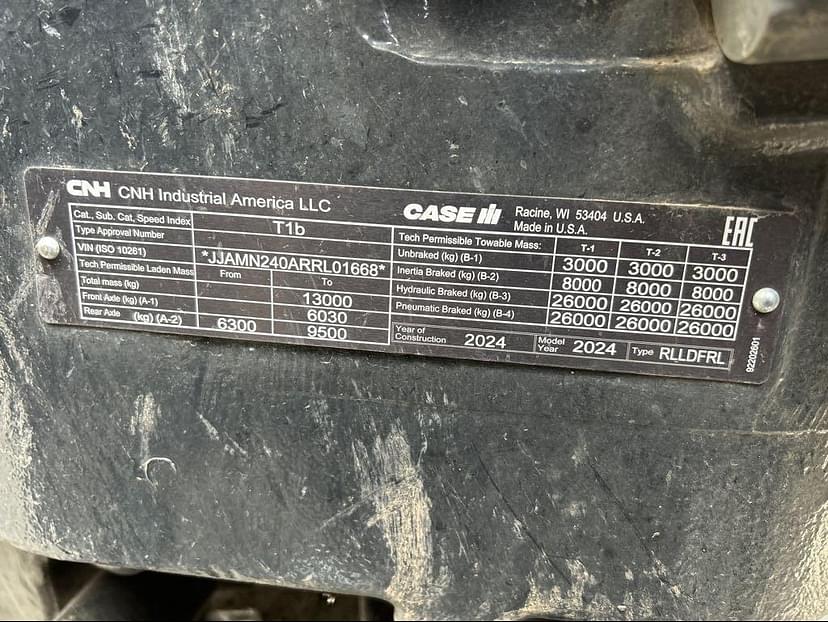 CNH CNH Industrial America LLC
CASE IH Racine, WI 53404 U.S.A.
Made in U.S.A.
EAC
Cat., Sub. Cat, Speed Index T1b
Type Approval Number
VIN (ISO 10261) *JJAMN240ARRL01668*
Tech Permissible Laden Mass From To
Total mass (kg) 13000
Front Axle (kg) (A-1) 6030
Rear Axle (kg) (A-2) 6300 9500
Tech Permissible Towable Mass: T-1 T-2 T-3
Unbraked (kg) (B-1) 3000 3000 3000
Inertia Braked (kg) (B-2) 8000 8000 8000
Hydraulic Braked (kg) (B-3) 26000 26000 26000
Pneumatic Braked (kg) (B-4) 26000 26000 26000
Year of Construction 2024 Model Year 2024 Type RLLDFRL
92202601